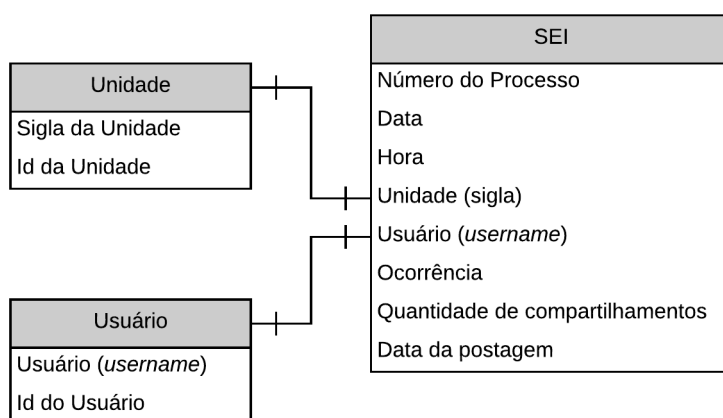 Unidade
Sigla da Unidade
Id da Unidade
SEI
Número do Processo
Data
Hora
Unidade (sigla)
Usuário (username)
Ocorrência
Quantidade de compartilhamentos
Data da postagem
Usuário
Usuário (username)
Id do Usuário